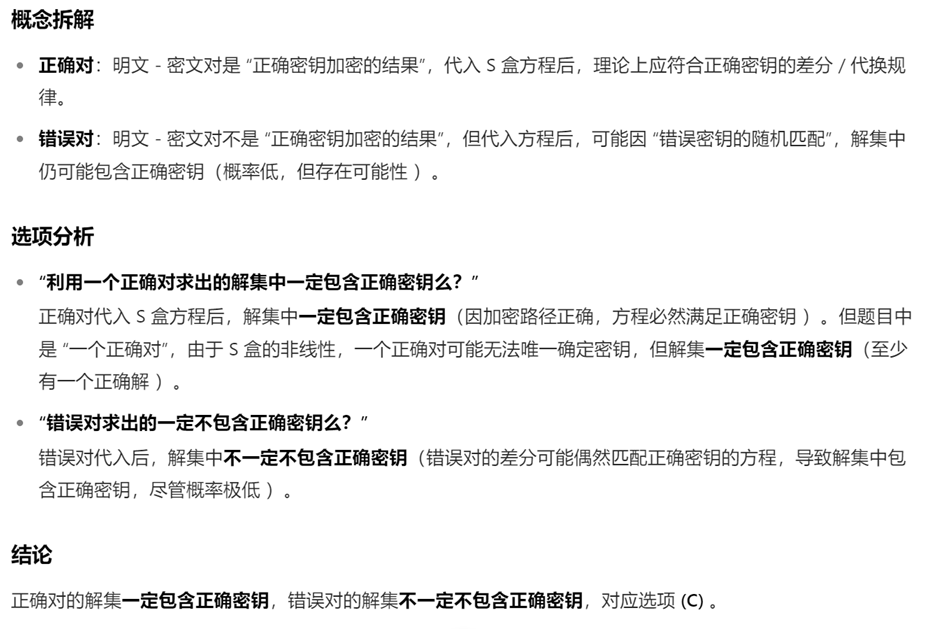 概念拆解
• 正确对：明文 - 密文对是 “正确密钥加密的结果”，代入 S 盒方程后，理论上应符合正确密钥的差分 / 代换规
律。
• 错误对：明文 - 密文对不是 “正确密钥加密的结果”，但代入方程后，可能因 “错误密钥的随机匹配”，解集中
仍可能包含正确密钥（概率低，但存在可能性 ）。
选项分析
• “利用一个正确对求出的解集中一定包含正确密钥么？”
正确对代入 S 盒方程后，解集中一定包含正确密钥（因加密路径正确，方程必然满足正确密钥 ）。但题目中
是 “一个正确对”，由于 S 盒的非线性，一个正确对可能无法唯一确定密钥，但解集一定包含正确密钥（至少
有一个正确解 ）。
• “错误对求出的一定不包含正确密钥么？”
错误对代入后，解集中不一定不包含正确密钥（错误对的差分可能偶然匹配正确密钥的方程，导致解集中包
含正确密钥，尽管概率极低 ）。
结论
正确对的解集一定包含正确密钥，错误对的解集不一定不包含正确密钥，对应选项 (C) 。